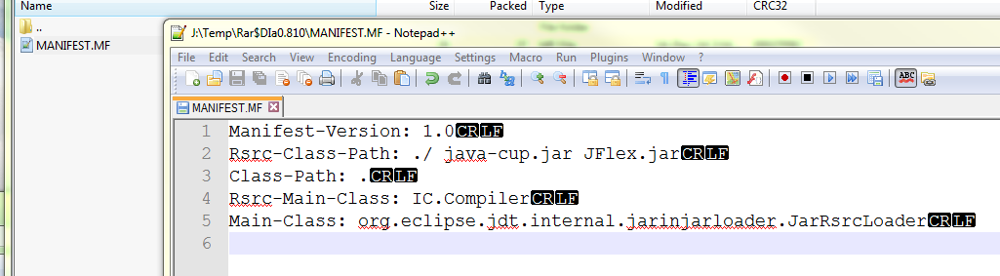 Name Size Packed Type Modified CRC32
..
MANIFEST.MF
J:\Temp\Rar$DIa0.810\MANIFEST.MF - Notepad++
File Edit Search View Encoding Language Settings Macro Run Plugins Window ?
ABC
MANIFEST.MF
1 Manifest-Version: 1.0CRLF
2 Rsrc-Class-Path: ./ java-cup.jar JFlex.jarCRLF
3 Class-Path: .CRLF
4 Rsrc-Main-Class: IC.CompilerCRLF
5 Main-Class: org.eclipse.jdt.internal.jarinjarloader.JarRsrcLoaderCRLF
6